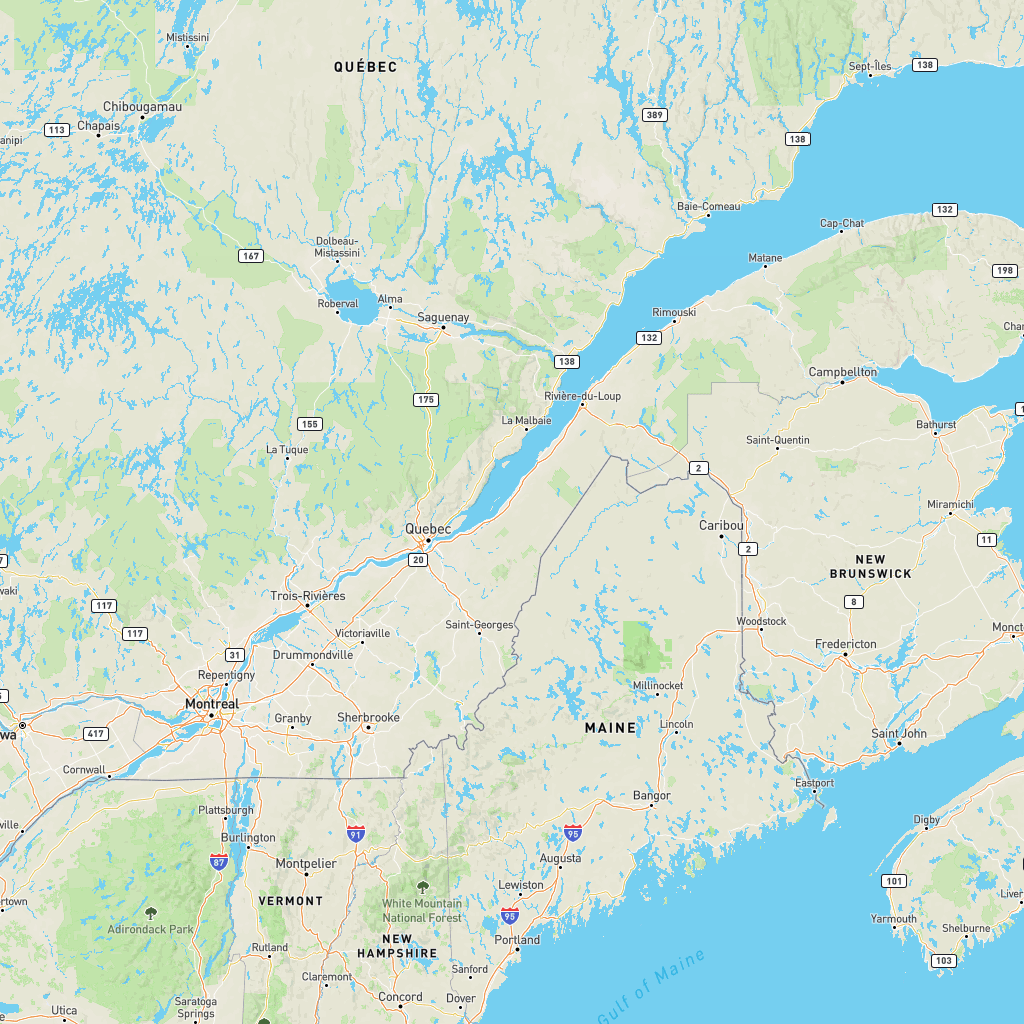 Mistissini
QUÉBEC
Sept-Îles
138
Chibougamau
Chapais
113
anipi
389
138
Baie-Comeau
132
Cap-Chat
Dolbeau-
Mistassini
167
Matane
198
Roberval
Alma
Saguenay
Rimouski
132
138
Campbellton
175
Rivière-du-Loup
155
La Malbaie
Bathurst
Saint-Quentin
La Tuque
2
Miramichi
Quebec
Caribou
11
20
2
NEW
BRUNSWICK
117
Trois-Rivières
8
117
Victoriaville
Saint-Georges
Woodstock
Moncto
Drummondville
31
Fredericton
Repentigny
Millinocket
Montreal
Granby
Sherbrooke
Lincoln
MAINE
417
wa
Saint John
Cornwall
Eastport
Bangor
Plattsburgh
ville
Burlington
91
95
Digby
87
Montpelier
Augusta
101
Lewiston
White Mountain
National Forest
VERMONT
95
Liver
rtown
Adirondack Park
Yarmouth
Shelburne
NEW
HAMPSHIRE
Rutland
Portland
103
Claremont
Sanford
Gulf of Maine
Saratoga
Springs
Concord
Dover
Utica